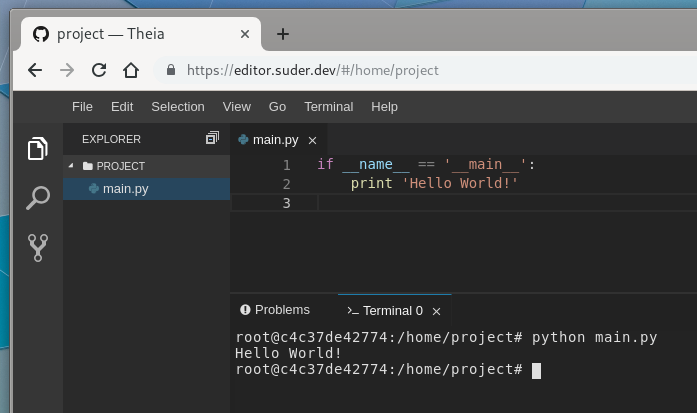 project — Theia
https://editor.suder.dev/#/home/project
File Edit Selection View Go Terminal Help
EXPLORER
PROJECT
main.py
main.py
1 if __name__ == '__main__':
2 print 'Hello World!'
3
Problems
Terminal 0
root@c4c37de42774:/home/project# python main.py
Hello World!
root@c4c37de42774:/home/project#